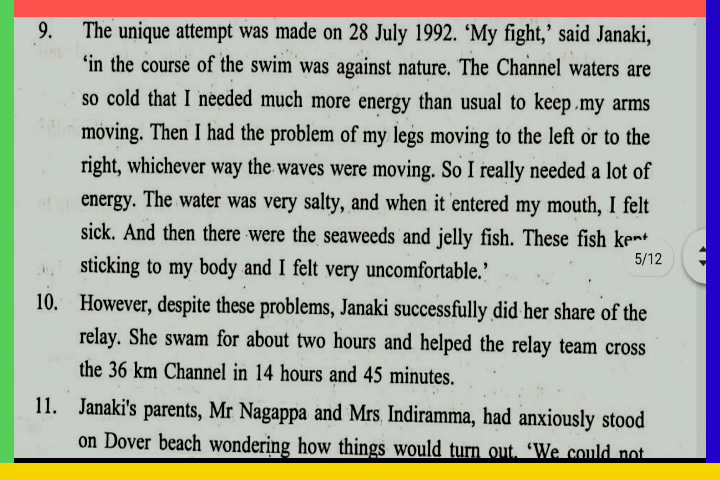 9. The unique attempt was made on 28 July 1992. ‘My fight,’ said Janaki,
‘in the course of the swim was against nature. The Channel waters are
so cold that I needed much more energy than usual to keep my arms
moving. Then I had the problem of my legs moving to the left or to the
right, whichever way the waves were moving. So I really needed a lot of
energy. The water was very salty, and when it entered my mouth, I felt
sick. And then there were the seaweeds and jelly fish. These fish kept
5/12
sticking to my body and I felt very uncomfortable.’
10. However, despite these problems, Janaki successfully did her share of the
relay. She swam for about two hours and helped the relay team cross
the 36 km Channel in 14 hours and 45 minutes.
11. Janaki's parents, Mr Nagappa and Mrs Indiramma, had anxiously stood
on Dover beach wondering how things would turn out. ‘We could not